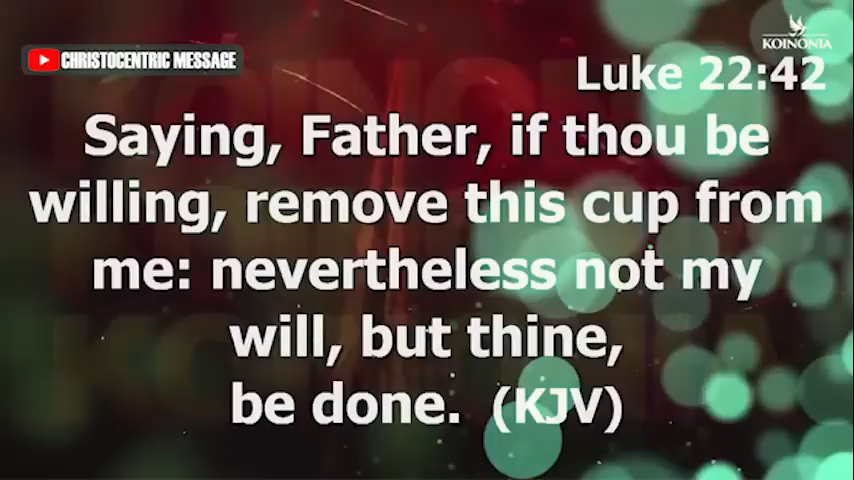 CHRISTOCENTRIC MESSAGE
KOINONIA
Luke 22:42
Saying, Father, if thou be
willing, remove this cup from
me: nevertheless not my
will, but thine,
be done. (KJV)